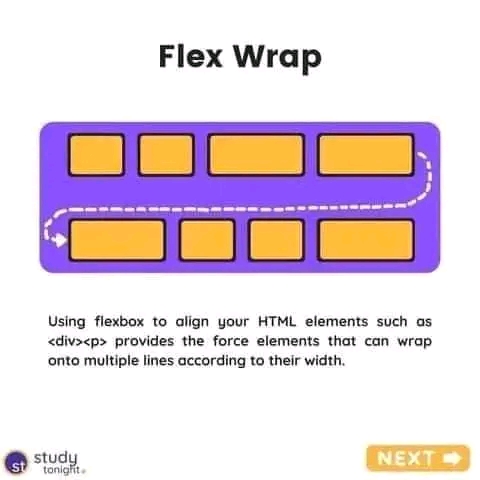 Flex Wrap
Using flexbox to align your HTML elements such as
<div><p> provides the force elements that can wrap
onto multiple lines according to their width.
st
study
tonight
NEXT